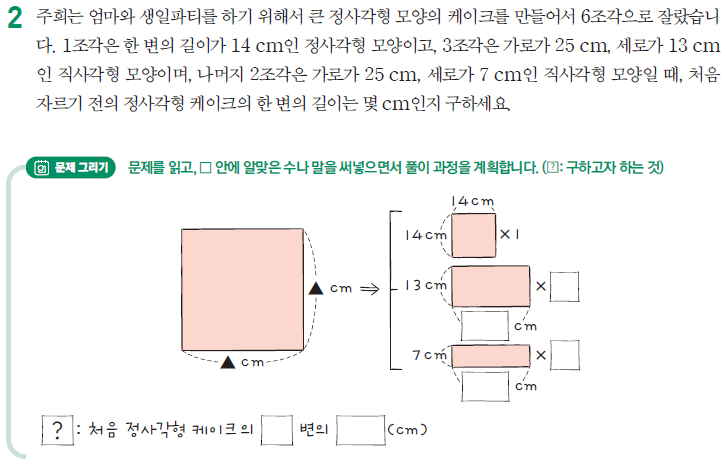 2 주희는 엄마와 생일파티를 하기 위해서 큰 정사각형 모양의 케이크를 만들어서 6조각으로 잘랐습니
다. 1조각은 한 변의 길이가 14 cm인 정사각형 모양이고, 3조각은 가로가 25 cm, 세로가 13 cm
인 직사각형 모양이며, 나머지 2조각은 가로가 25 cm, 세로가 7 cm인 직사각형 모양일 때, 처음
자르기 전의 정사각형 케이크의 한 변의 길이는 몇 cm인지 구하세요.
문제 그리기 문제를 읽고, □ 안에 알맞은 수나 말을 써넣으면서 풀이 과정을 계획합니다. (?: 구하고자 하는 것)
▲ cm
▲ cm
⇒
14 cm
14 cm × 1
13 cm × □
□ cm
7 cm × □
□ cm
?: 처음 정사각형 케이크의 □ 변의 □ (cm)